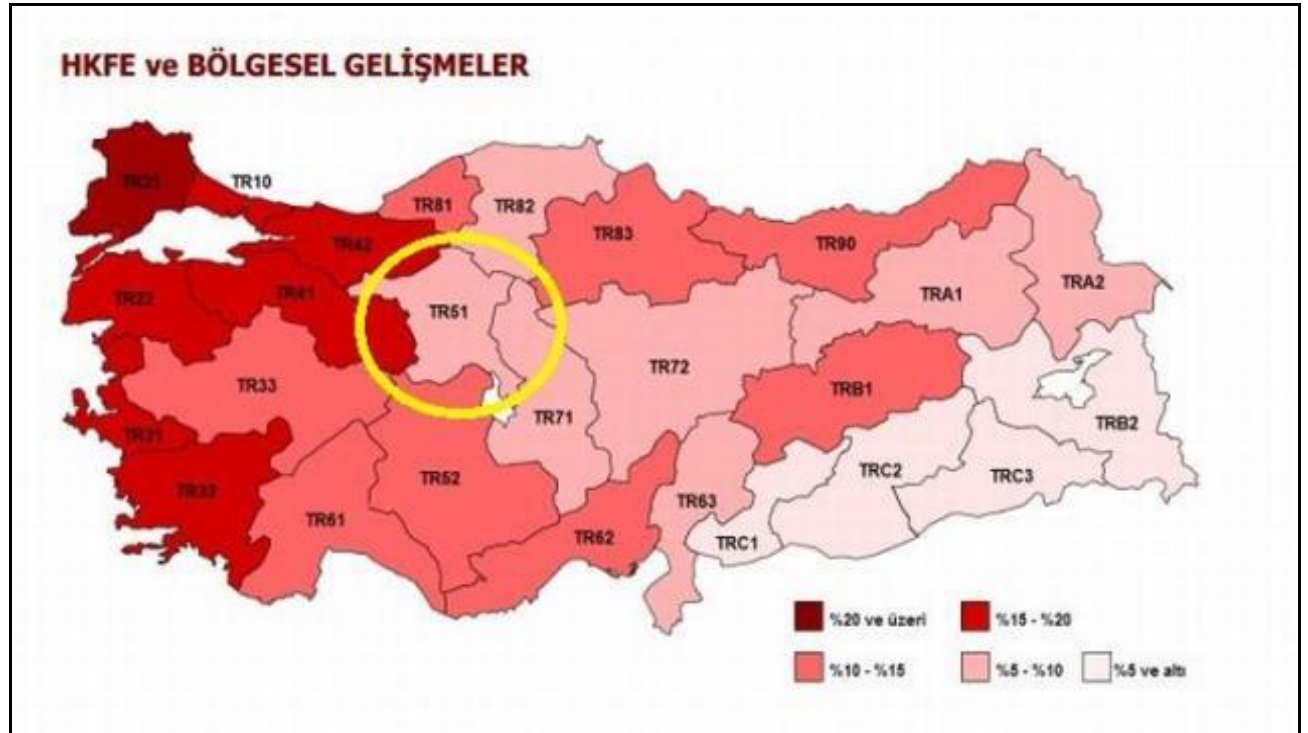 HKFE ve BÖLGESEL GELİŞMELER
TR21
TR10
TR81
TR82
TR42
TR83
TR90
TR22
TR41
TR51
TRA1
TRA2
TR33
TR72
TRB1
TR31
TR71
TRB2
TR32
TR52
TRC2
TRC3
TR61
TR63
TR62
TRC1
%20 ve üzeri %15 - %20
%10 - %15 %5 - %10 %5 ve altı